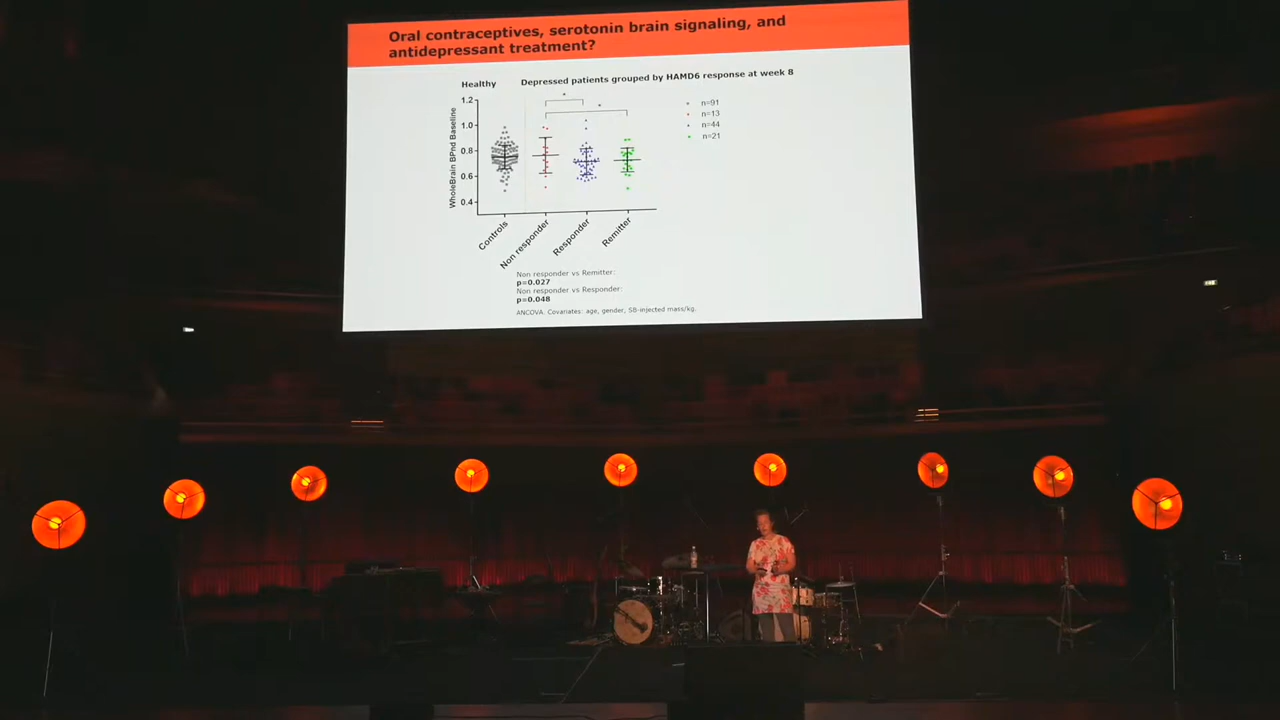 Oral contraceptives, serotonin brain signaling, and
antidepressant treatment?
Healthy
Depressed patients grouped by HAMD6 response at week 8
WholeBrain BPnd Baseline
1.2
1.0
0.8
0.6
0.4
*
*
n=91
n=13
n=44
n=21
Controls
Non responder
Responder
Remitter
Non responder vs Remitter:
p=0.027
Non responder vs Responder:
p=0.048
ANCOVA. Covariates: age, gender, SB-injected mass/kg.